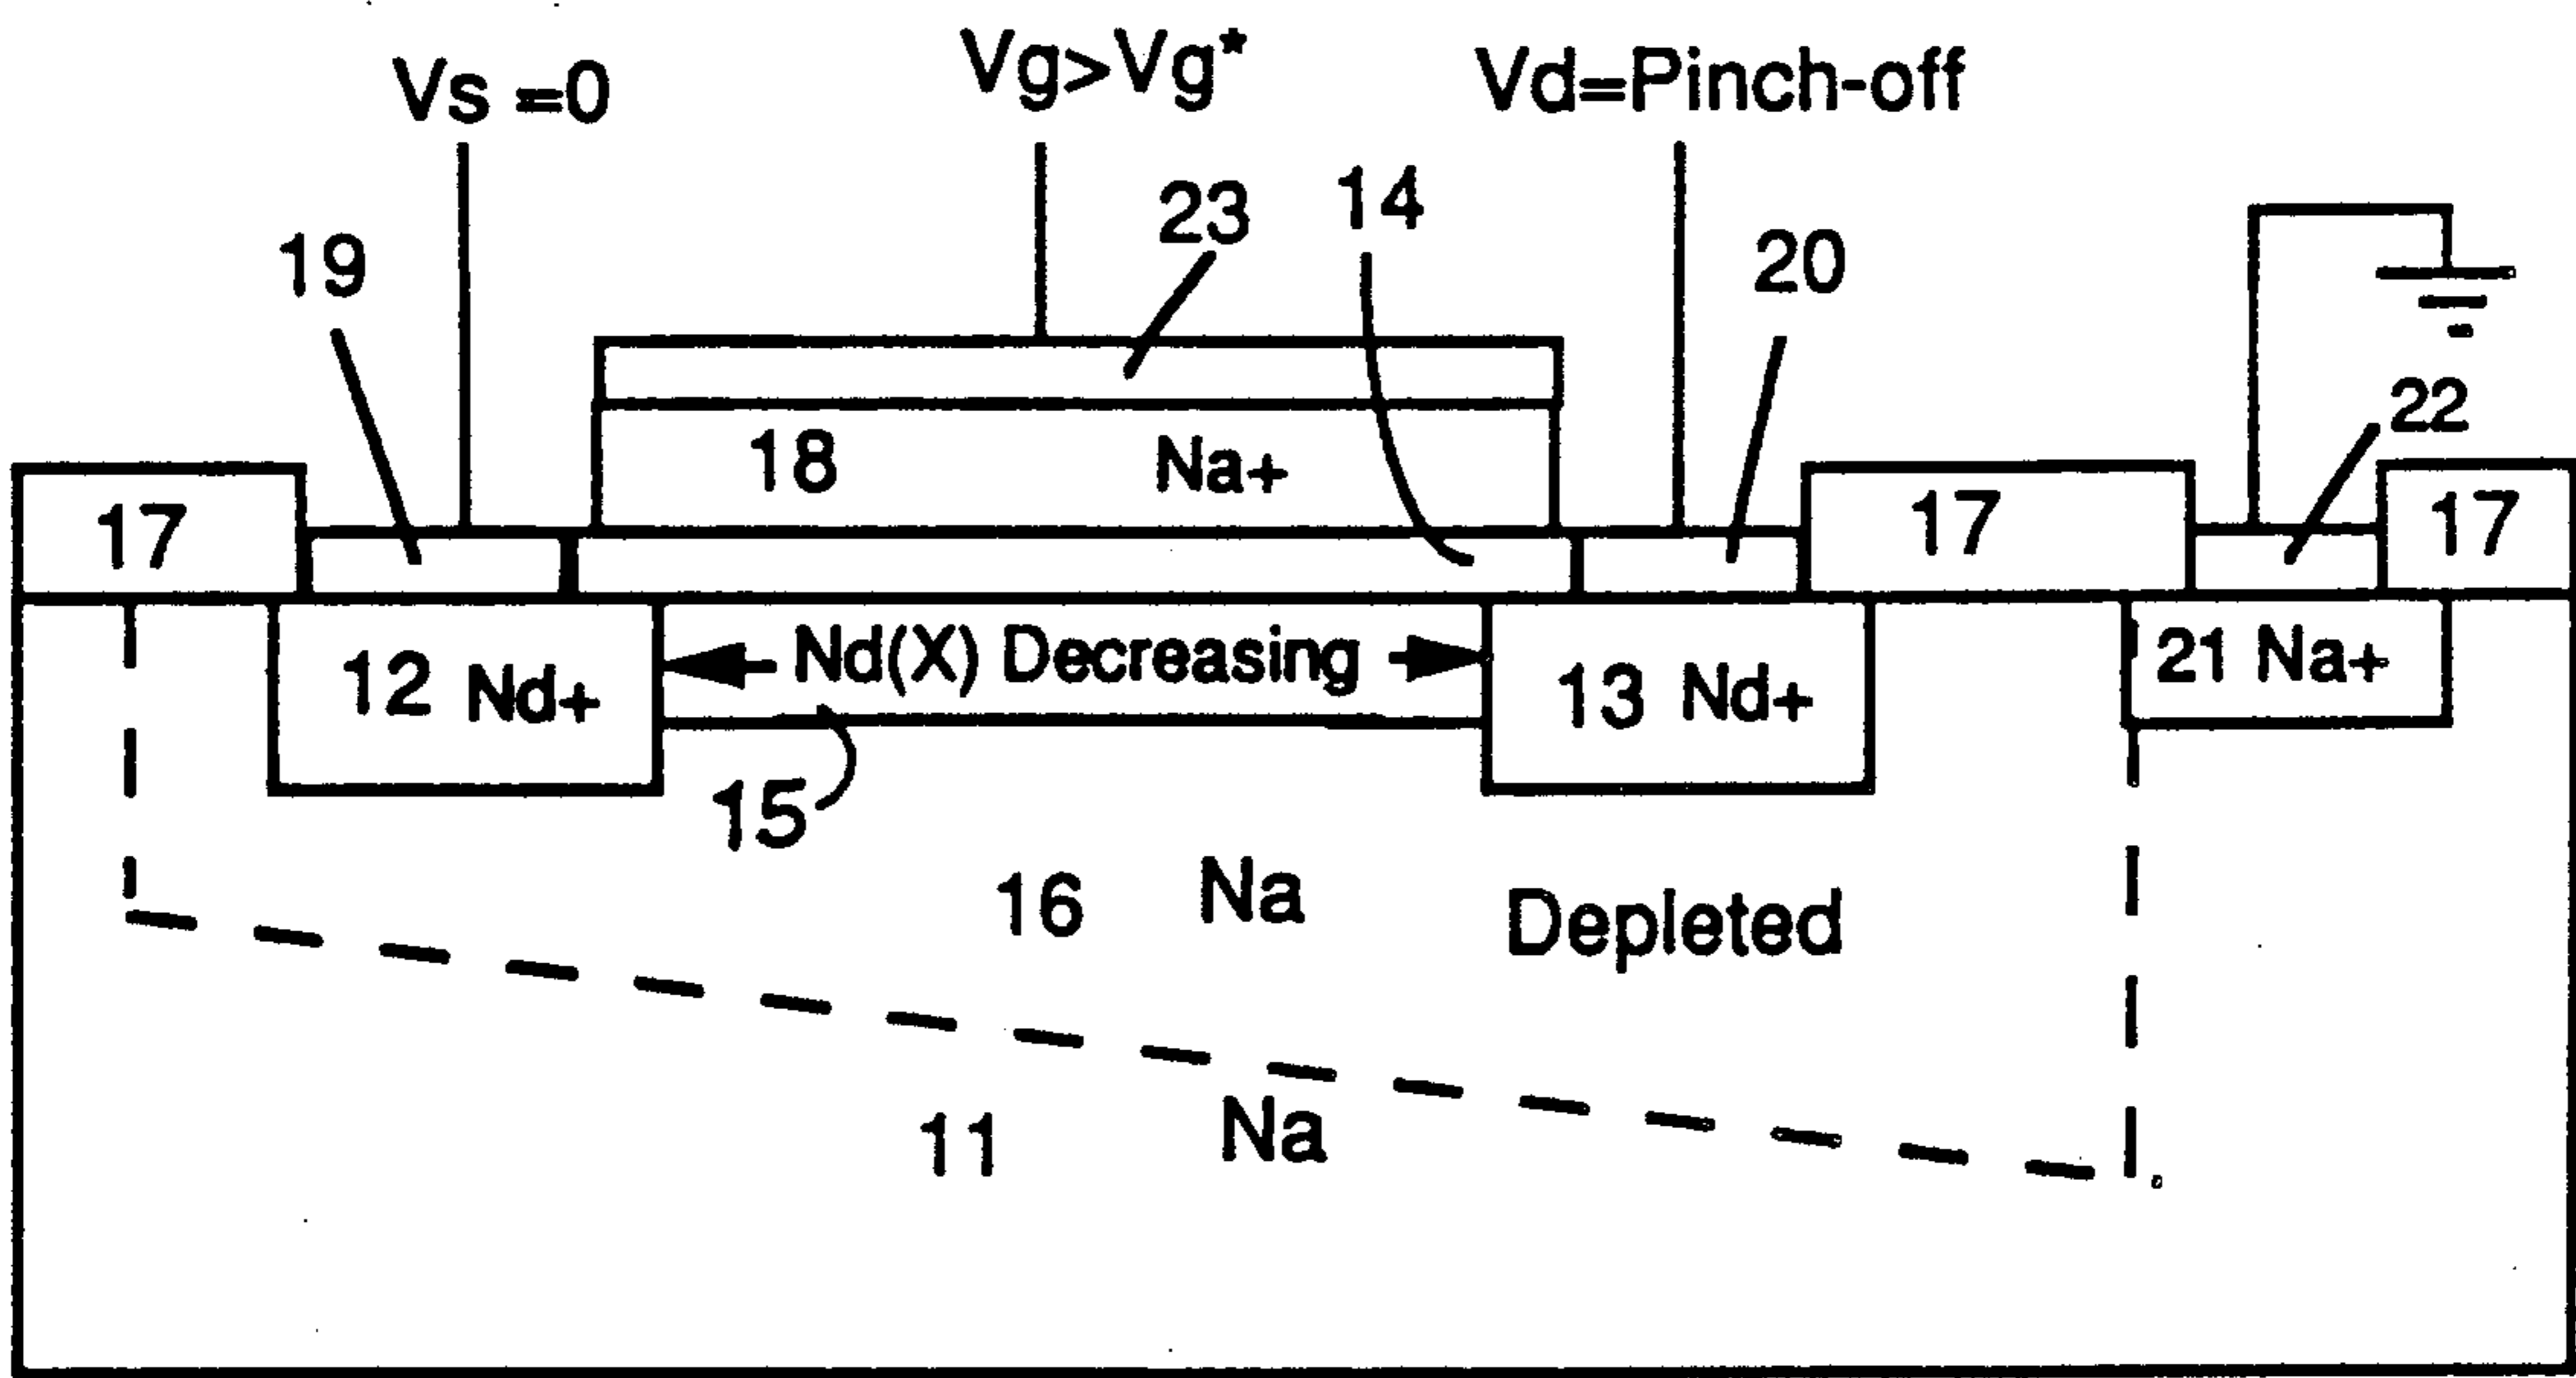 Vs =0
Vg>Vg*
Vd=Pinch-off
23
14
19
20
22
18 Na+
17
17
17
12 Nd+
Nd(X) Decreasing
13 Nd+
21 Na+
15
16 Na
Depleted
11 Na